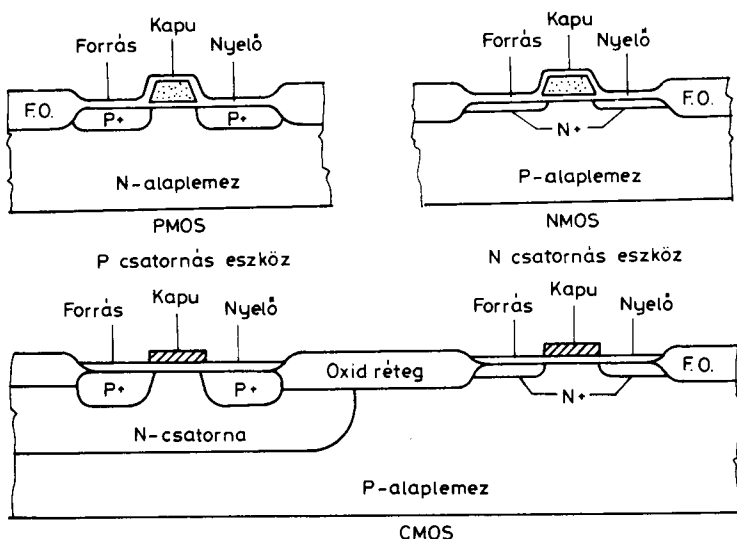 Kapu
Forrás
Nyelő
F.O.
P+
P+
N-alaplemez
PMOS
P csatornás eszköz
Kapu
Forrás
Nyelő
F.O.
N+
P-alaplemez
NMOS
N csatornás eszköz
Kapu
Forrás
Nyelő
P+
P+
N-csatorna
Oxid réteg
Kapu
Forrás
Nyelő
F.O.
N+
P-alaplemez
CMOS